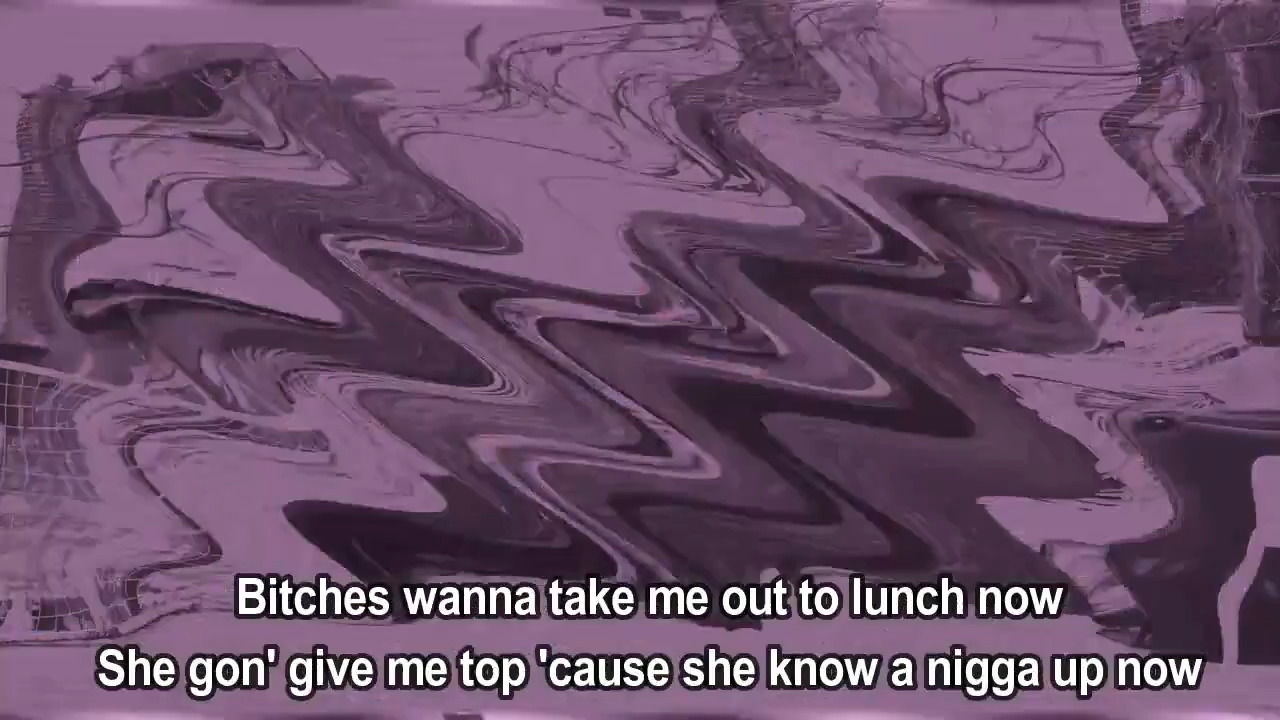 Bitches wanna take me out to lunch now
She gon' give me top 'cause she know a nigga up now